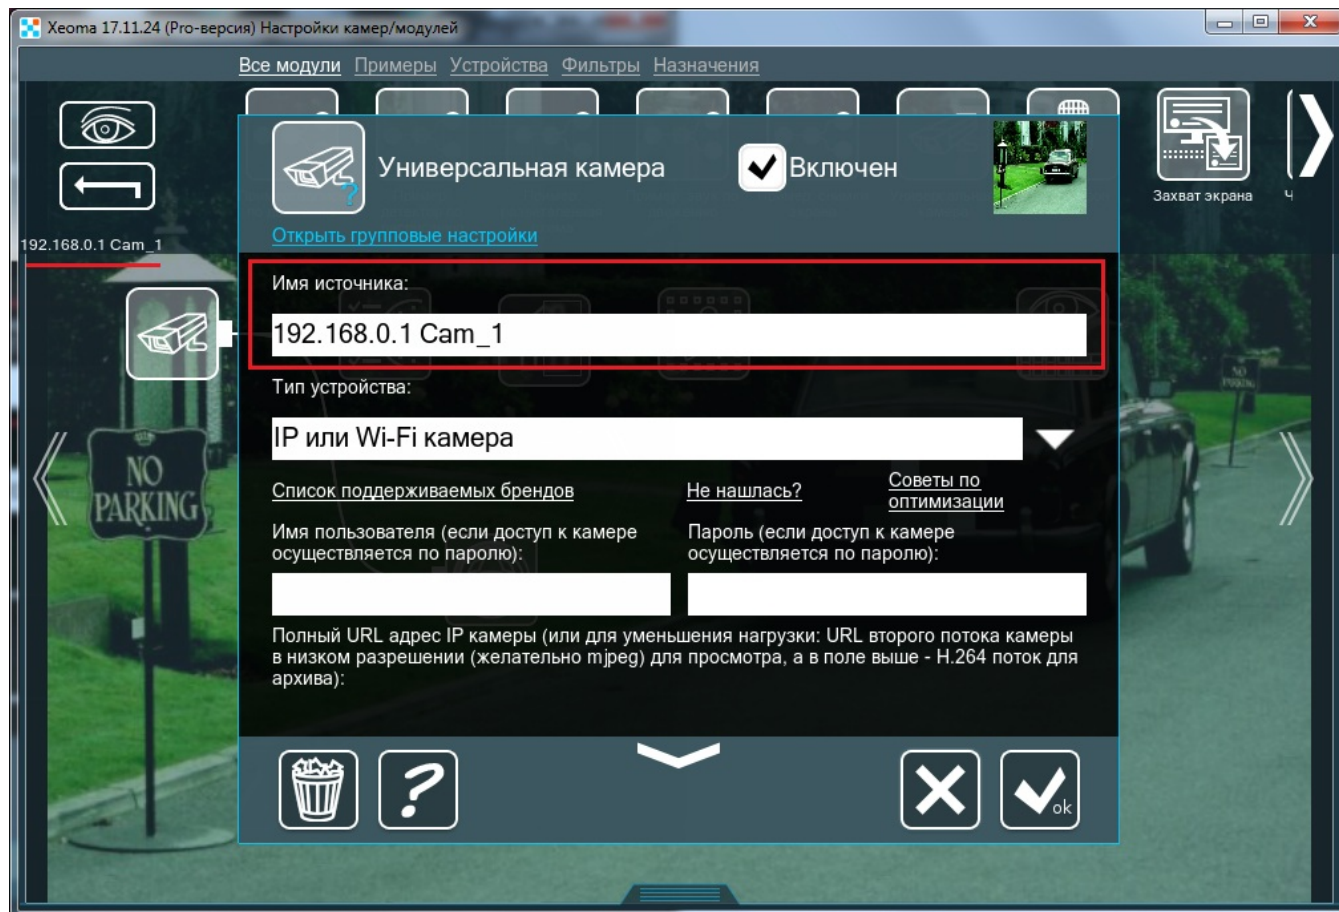 Xeoma 17.11.24 (Pro-версия) Настройки камер/модулей
Все модули Примеры Устройства Фильтры Назначения
Универсальная камера
Включен
Открыть групповые настройки
Захват экрана
Ч
192.168.0.1 Cam_1
Имя источника:
192.168.0.1 Cam_1
Тип устройства:
IP или Wi-Fi камера
Список поддерживаемых брендов
Не нашлась?
Советы по
оптимизации
Имя пользователя (если доступ к камере
осуществляется по паролю):
Пароль (если доступ к камере
осуществляется по паролю):
Полный URL адрес IP камеры (или для уменьшения нагрузки: URL второго потока камеры
в низком разрешении (желательно mjpeg) для просмотра, а в поле выше - H.264 поток для
архива):
NO
PARKING
NO
PARKING
ok